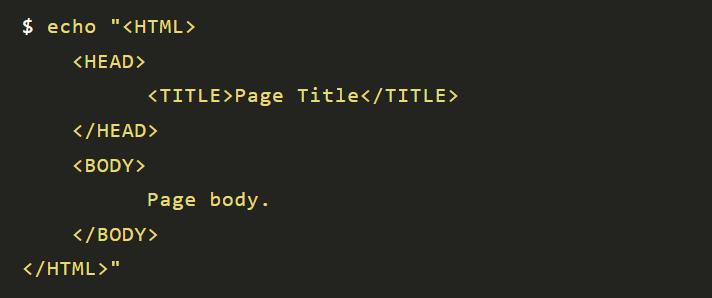 $ echo "<HTML>
<HEAD>
<TITLE>Page Title</TITLE>
</HEAD>
<BODY>
Page body.
</BODY>
</HTML>"